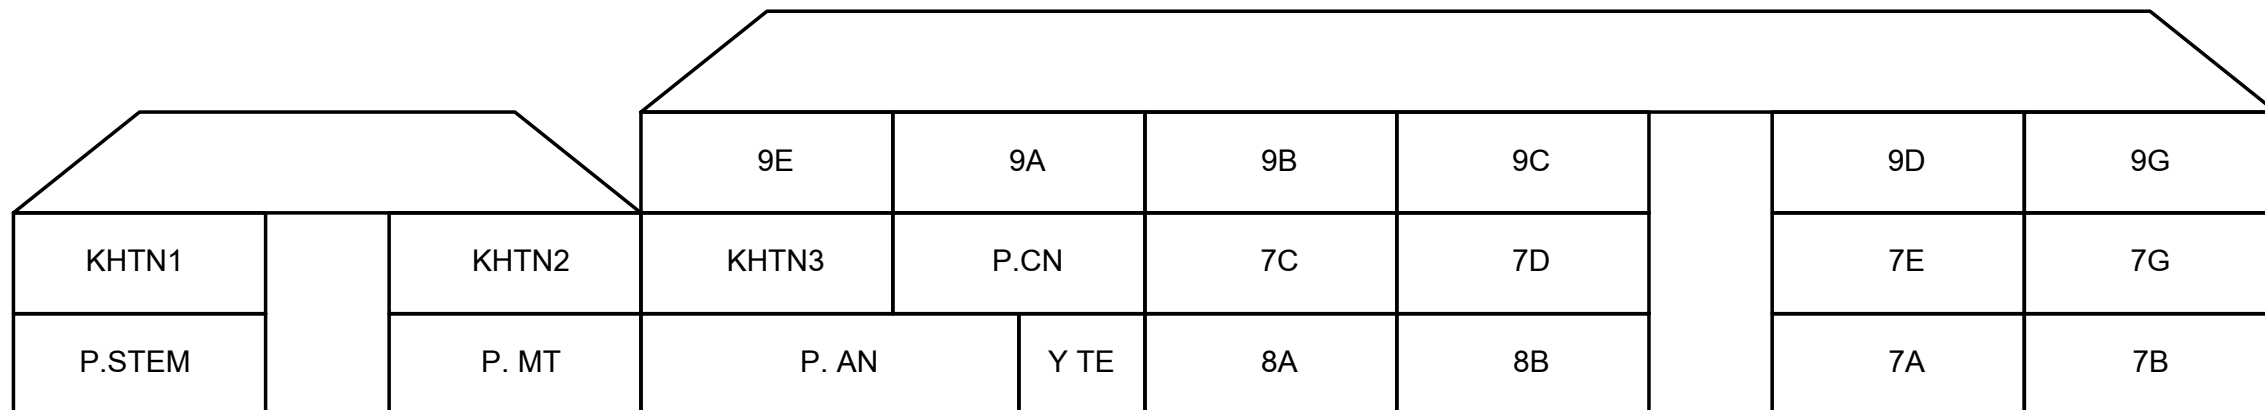 9E 9A 9B 9C 9D 9G
KHTN1 KHTN2 KHTN3 P.CN 7C 7D 7E 7G
P.STEM P. MT P. AN Y TE 8A 8B 7A 7B